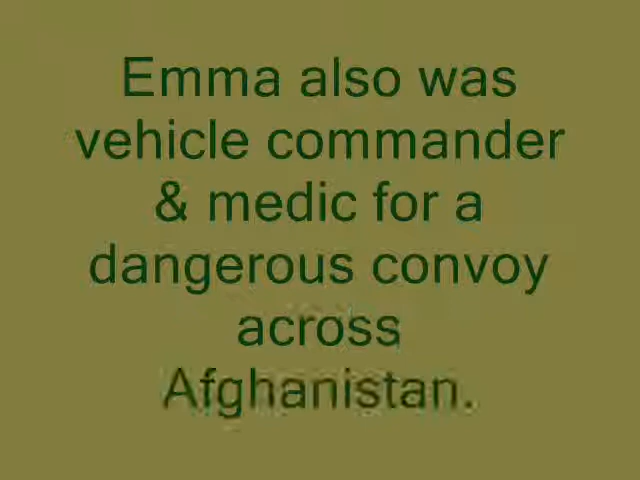 Emma also was
vehicle commander
& medic for a
dangerous convoy
across
Afghanistan.